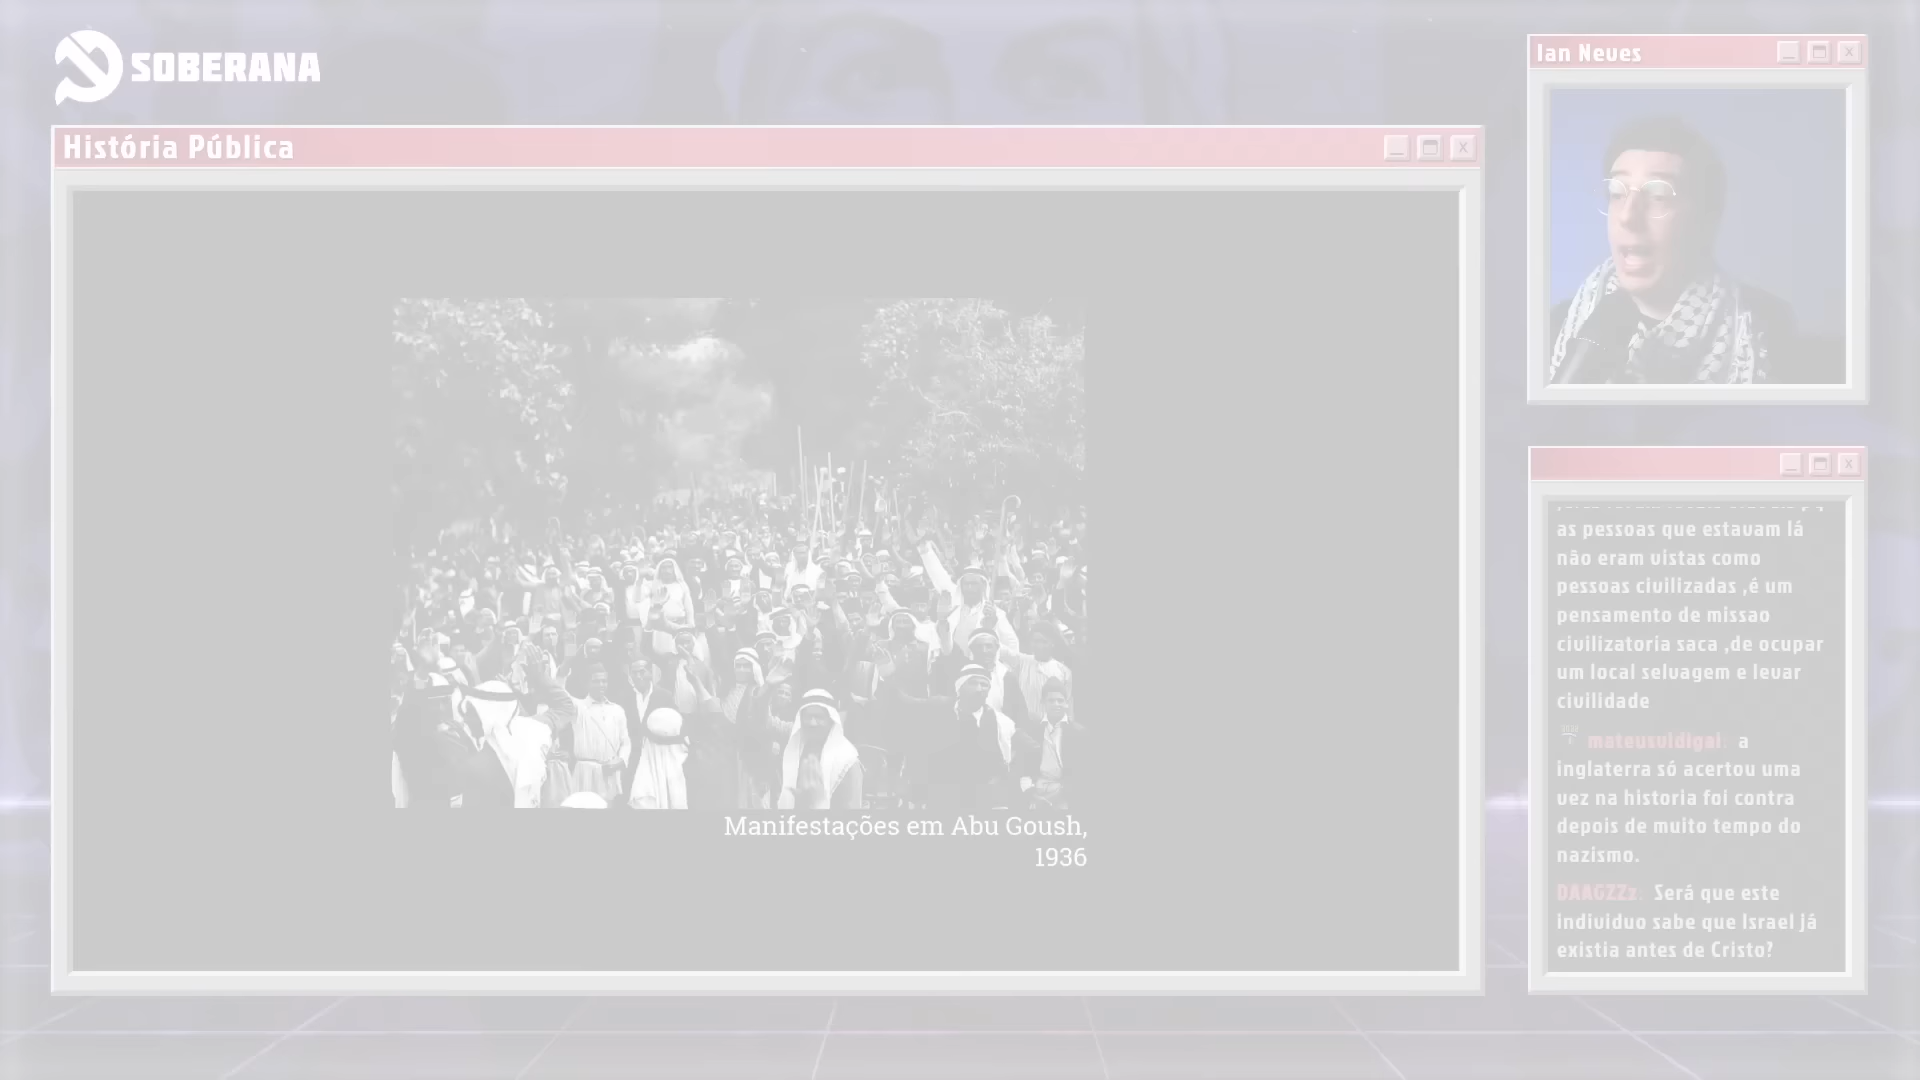 SOBERANA
História Pública
Manifestações em Abu Goush,
1936
Ian Neves
as pessoas que estavam lá
não eram vistas como
pessoas civilizadas ,é um
pensamento de missao
civilizatoria saca ,de ocupar
um local selvagem e levar
civilidade
mateusvidigal: a
inglaterra só acertou uma
vez na historia foi contra
depois de muito tempo do
nazismo.
DAAGZZz: Será que este
individuo sabe que Israel já
existia antes de Cristo?